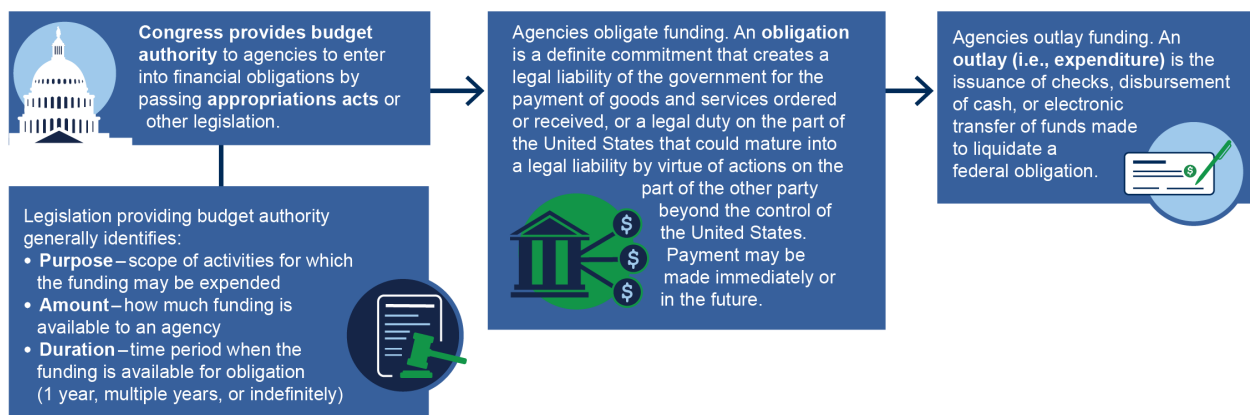 Congress provides budget
authority to agencies to enter
into financial obligations by
passing appropriations acts or
other legislation.
Legislation providing budget authority
generally identifies:
• Purpose – scope of activities for which
the funding may be expended
• Amount – how much funding is
available to an agency
• Duration – time period when the
funding is available for obligation
(1 year, multiple years, or indefinitely)
Agencies obligate funding. An obligation
is a definite commitment that creates a
legal liability of the government for the
payment of goods and services ordered
or received, or a legal duty on the part of
the United States that could mature into
a legal liability by virtue of actions on the
part of the other party
beyond the control of
the United States.
Payment may be
made immediately or
in the future.
$
$
$
Agencies outlay funding. An
outlay (i.e., expenditure) is the
issuance of checks, disbursement
of cash, or electronic
transfer of funds made
to liquidate a
federal obligation.
$